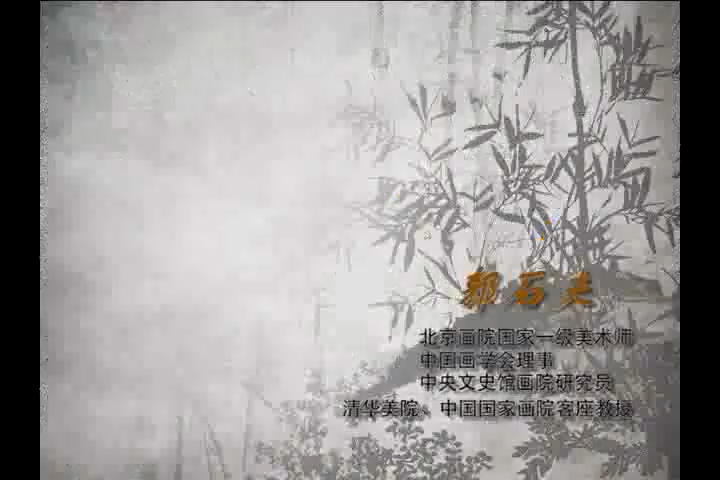 郭石夫
北京画院国家一级美术师
中国画学会理事
中央文史馆画院研究员
清华美院、中国国家画院客座教授